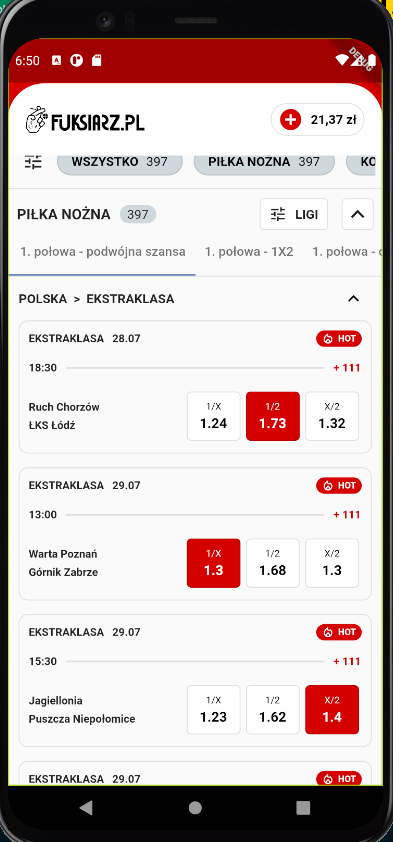 6:50
DEBUG
FUKSIARZ.PL
21,37 zł
WSZYSTKO 397
PIŁKA NOŻNA 397
KO
PIŁKA NOŻNA 397
LIGI
1. połowa - podwójna szansa
1. połowa - 1X2
1. połowa -
POLSKA > EKSTRAKLASA
EKSTRAKLASA 28.07
HOT
18:30
+ 111
Ruch Chorzów
ŁKS Łódź
1/X 1/2 X/2
1.24 1.73 1.32
EKSTRAKLASA 29.07
HOT
13:00
+ 111
Warta Poznań
Górnik Zabrze
1/X 1/2 X/2
1.3 1.68 1.3
EKSTRAKLASA 29.07
HOT
15:30
+ 111
Jagiellonia
Puszcza Niepołomice
1/X 1/2 X/2
1.23 1.62 1.4
EKSTRAKLASA 29.07
HOT